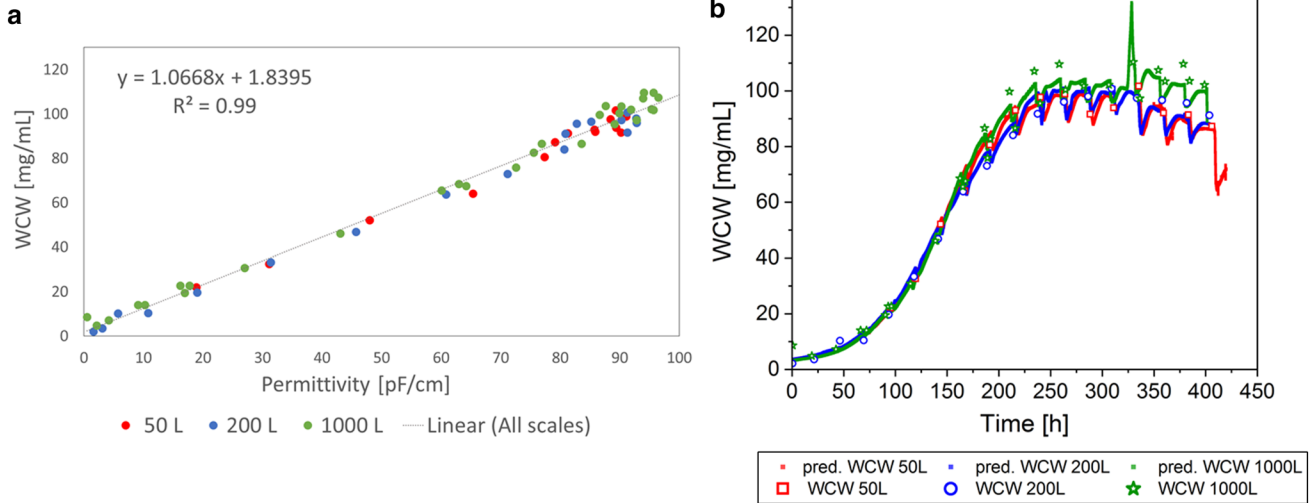 a
y = 1.0668x + 1.8395
R² = 0.99
WCW [mg/mL]
120
100
80
60
40
20
0
0 10 20 30 40 50 60 70 80 90 100
Permittivity [pF/cm]
50 L 200 L 1000 L Linear (All scales)
b
WCW [mg/mL]
120
100
80
60
40
20
0
0 50 100 150 200 250 300 350 400 450
Time [h]
pred. WCW 50L pred. WCW 200L pred. WCW 1000L
WCW 50L WCW 200L WCW 1000L